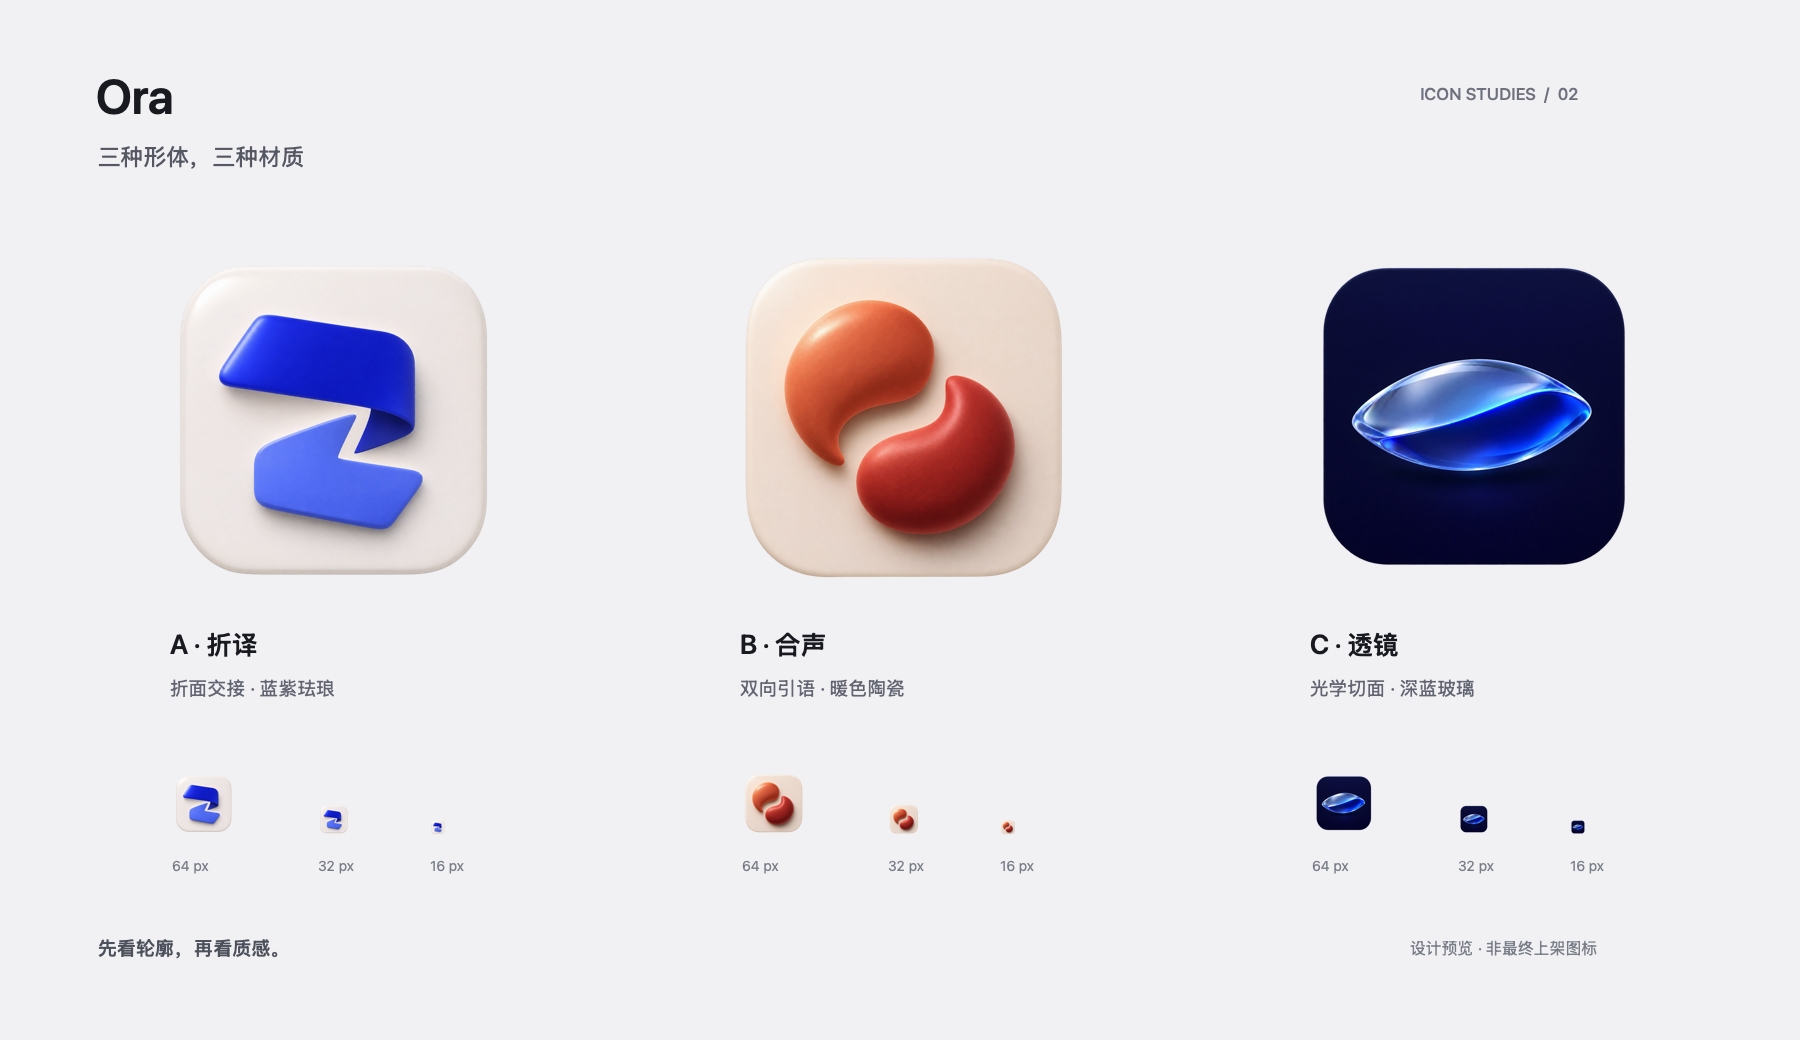 Ora
ICON STUDIES / 02
三种形体，三种材质
A · 折译
折面交接 · 蓝紫珐琅
64 px
32 px
16 px
B · 合声
双向引语 · 暖色陶瓷
64 px
32 px
16 px
C · 透镜
光学切面 · 深蓝玻璃
64 px
32 px
16 px
先看轮廓，再看质感。
设计预览 · 非最终上架图标